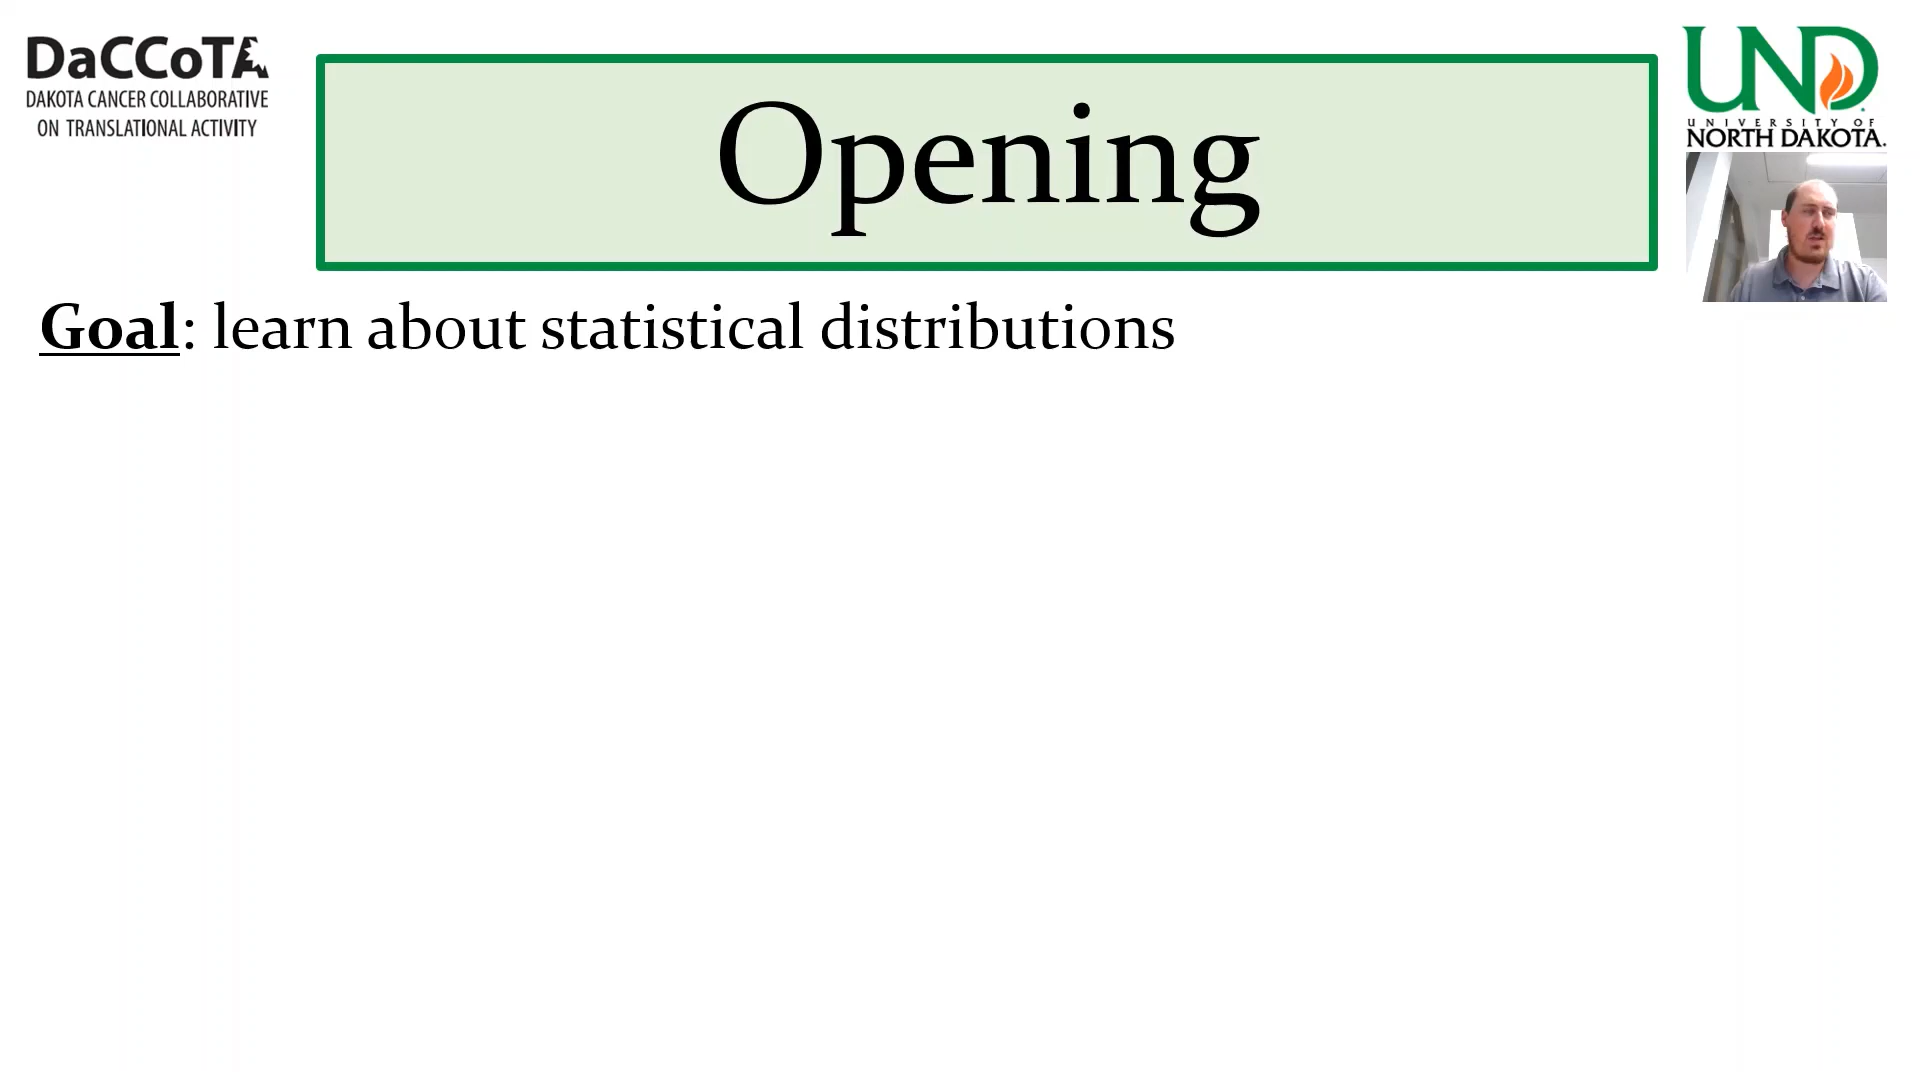 DaCCoTA
DAKOTA CANCER COLLABORATIVE
ON TRANSLATIONAL ACTIVITY
Opening
UND
UNIVERSITY OF
NORTH DAKOTA.
Goal: learn about statistical distributions